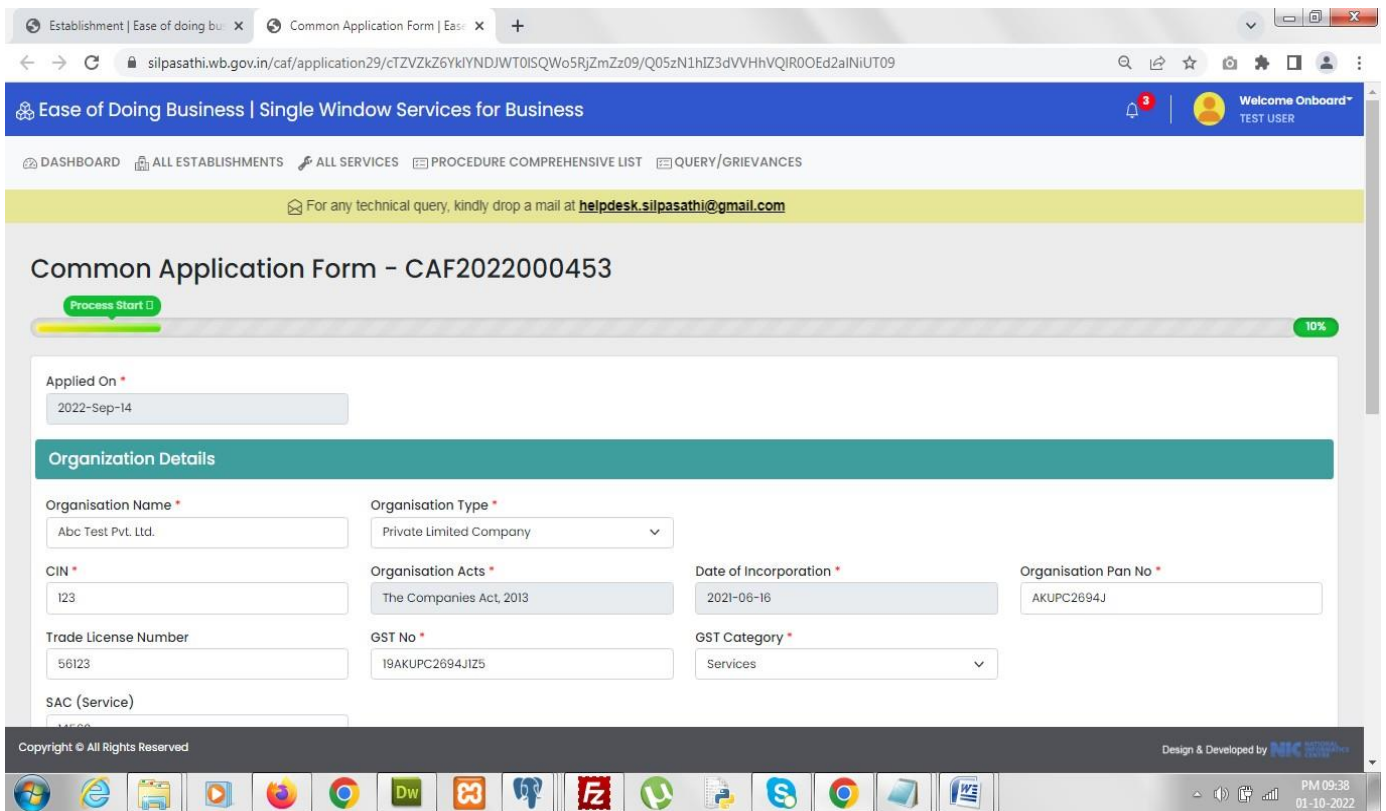 Establishment | Ease of doing bu
Common Application Form | Ease
silpasathi.wb.gov.in/caf/application29/
Ease of Doing Business | Single Window Services for Business
3
Welcome Onboard
TEST USER
DASHBOARD ALL ESTABLISHMENTS ALL SERVICES PROCEDURE COMPREHENSIVE LIST QUERY/GRIEVANCES
For any technical query, kindly drop a mail at helpdesk.silpasathi@gmail.com
Common Application Form - CAF2022000453
Process Start
10%
Applied On *
2022-Sep-14
Organization Details
Organisation Name * Organisation Type *
Abc Test Pvt. Ltd. Private Limited Company
CIN * Organisation Acts * Date of Incorporation * Organisation Pan No *
123 The Companies Act, 2013 2021-06-16 AKUPC2694J
Trade License Number GST No * GST Category *
56123 19AKUPC2694J1Z5 Services
SAC (Service)
Copyright © All Rights Reserved Design & Developed by NIC
Dw
Fz
PM 09:38
01-10-2022